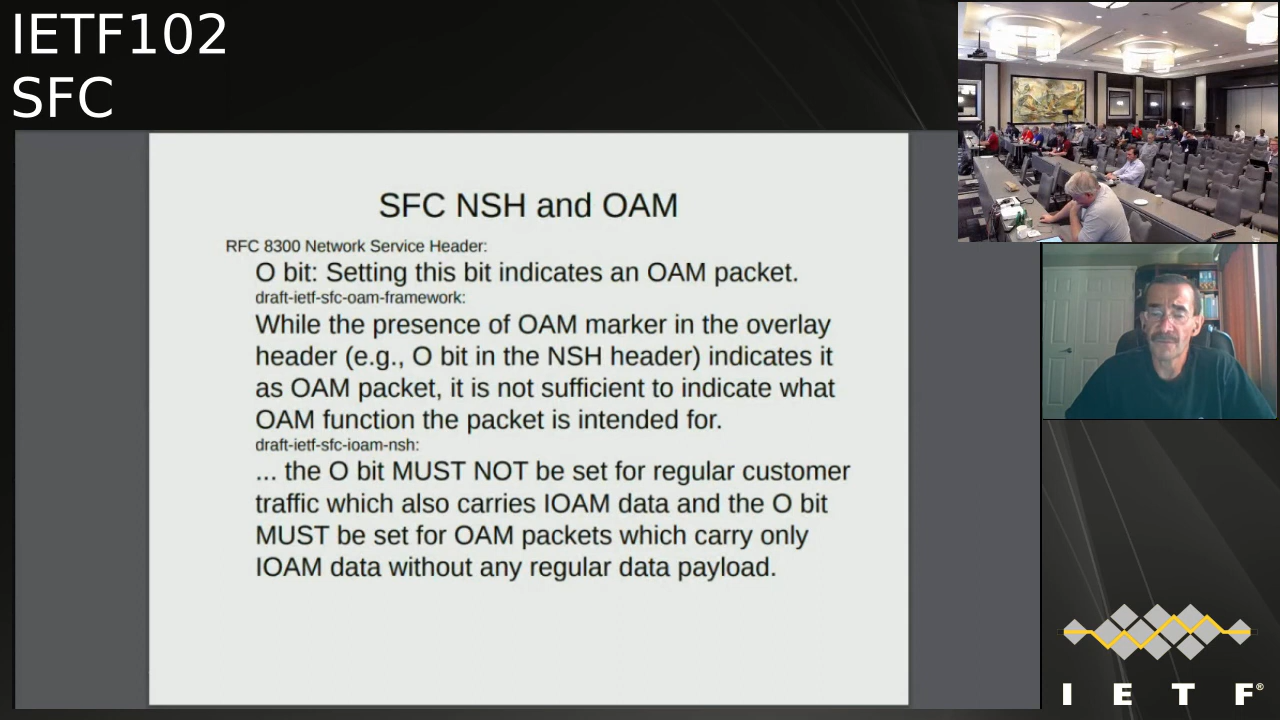 IETF102
SFC
SFC NSH and OAM
RFC 8300 Network Service Header:
O bit: Setting this bit indicates an OAM packet.
draft-ietf-sfc-oam-framework:
While the presence of OAM marker in the overlay
header (e.g., O bit in the NSH header) indicates it
as OAM packet, it is not sufficient to indicate what
OAM function the packet is intended for.
draft-ietf-sfc-ioam-nsh:
... the O bit MUST NOT be set for regular customer
traffic which also carries IOAM data and the O bit
MUST be set for OAM packets which carry only
IOAM data without any regular data payload.
I E T F®